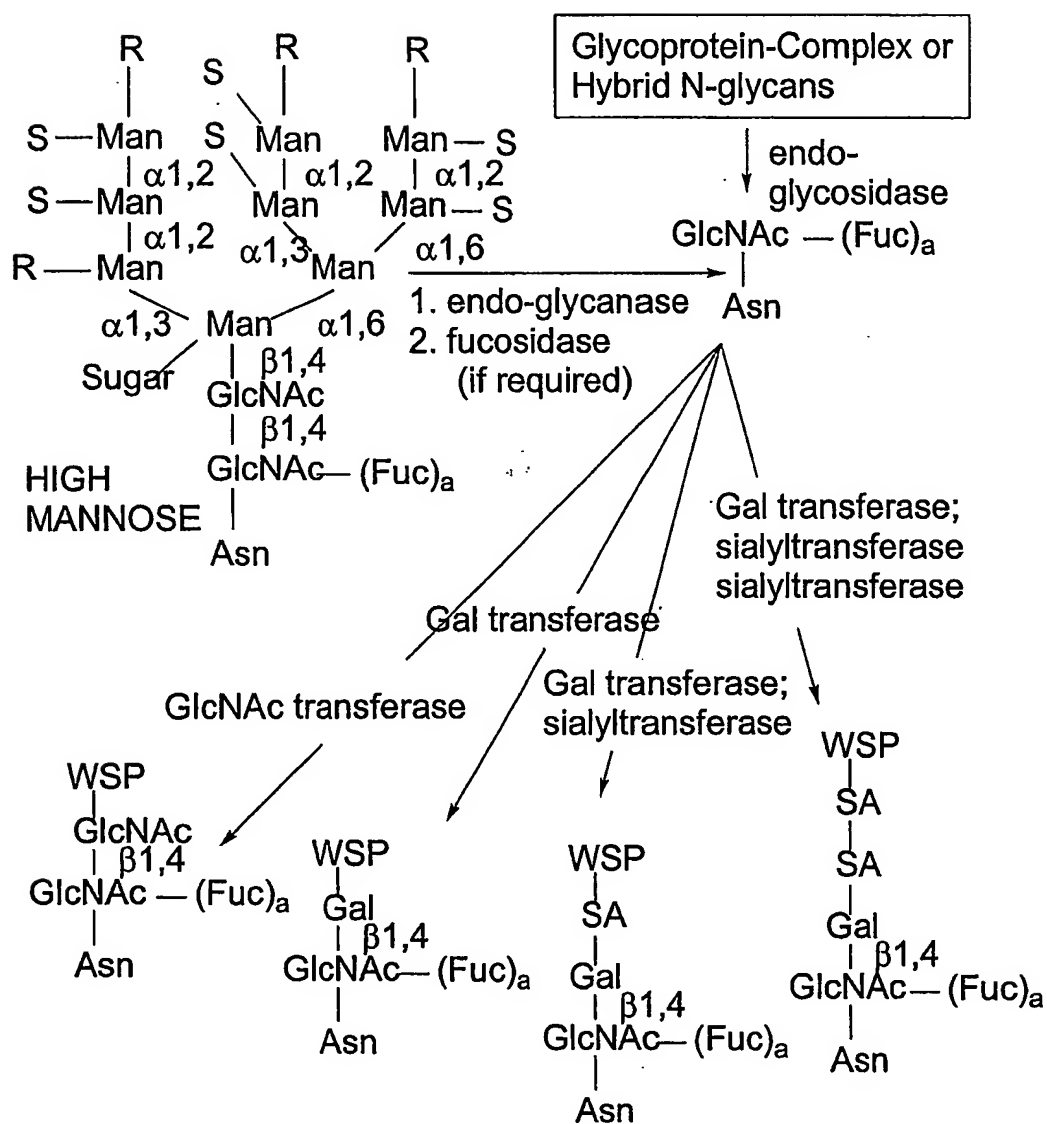 Glycoprotein-Complex or
Hybrid N-glycans
endo-
glycosidase
GlcNAc — (Fuc)a
Asn
R
R
R
S
S
S—Man
Man
Man—S
α1,2
α1,2
α1,2
S—Man
Man
Man—S
α1,2
α1,3
α1,6
R—Man
Man
α1,3
Man
α1,6
Sugar
β1,4
GlcNAc
β1,4
GlcNAc—(Fuc)a
Asn
HIGH
MANNOSE
1. endo-glycanase
2. fucosidase
(if required)
GlcNAc transferase
Gal transferase
Gal transferase;
sialyltransferase
Gal transferase;
sialyltransferase
sialyltransferase
WSP
GlcNAc
β1,4
GlcNAc — (Fuc)a
Asn
WSP
Gal
β1,4
GlcNAc—(Fuc)a
Asn
WSP
SA
Gal
β1,4
GlcNAc—(Fuc)a
Asn
WSP
SA
SA
Gal
β1,4
GlcNAc—(Fuc)a
Asn